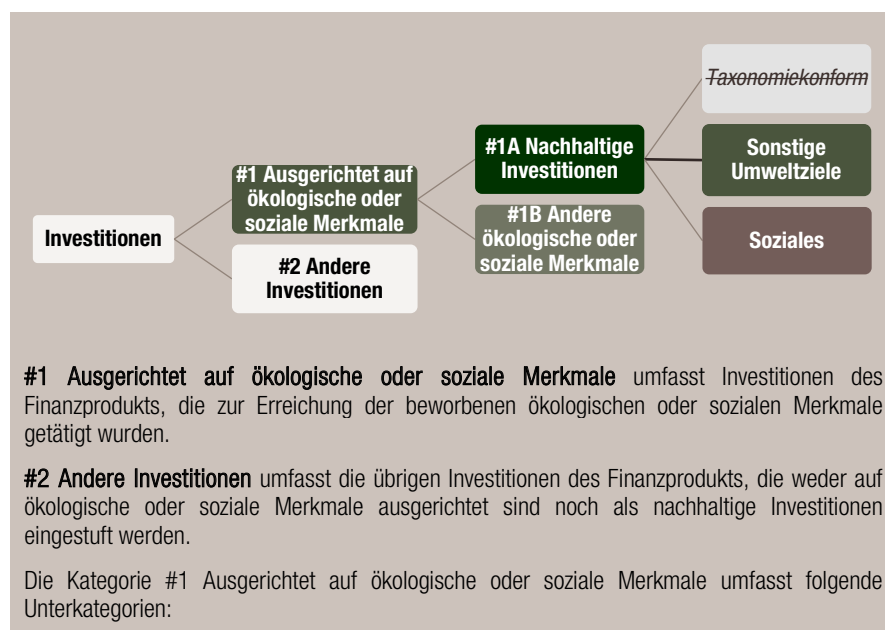 Taxonomiekonform
#1A Nachhaltige
Investitionen
Sonstige
Umweltziele
#1 Ausgerichtet auf
ökologische oder
soziale Merkmale
#1B Andere
ökologische oder
soziale Merkmale
Soziales
Investitionen
#2 Andere
Investitionen
#1 Ausgerichtet auf ökologische oder soziale Merkmale umfasst Investitionen des
Finanzprodukts, die zur Erreichung der beworbenen ökologischen oder sozialen Merkmale
getätigt wurden.
#2 Andere Investitionen umfasst die übrigen Investitionen des Finanzprodukts, die weder auf
ökologische oder soziale Merkmale ausgerichtet sind noch als nachhaltige Investitionen
eingestuft werden.
Die Kategorie #1 Ausgerichtet auf ökologische oder soziale Merkmale umfasst folgende
Unterkategorien: